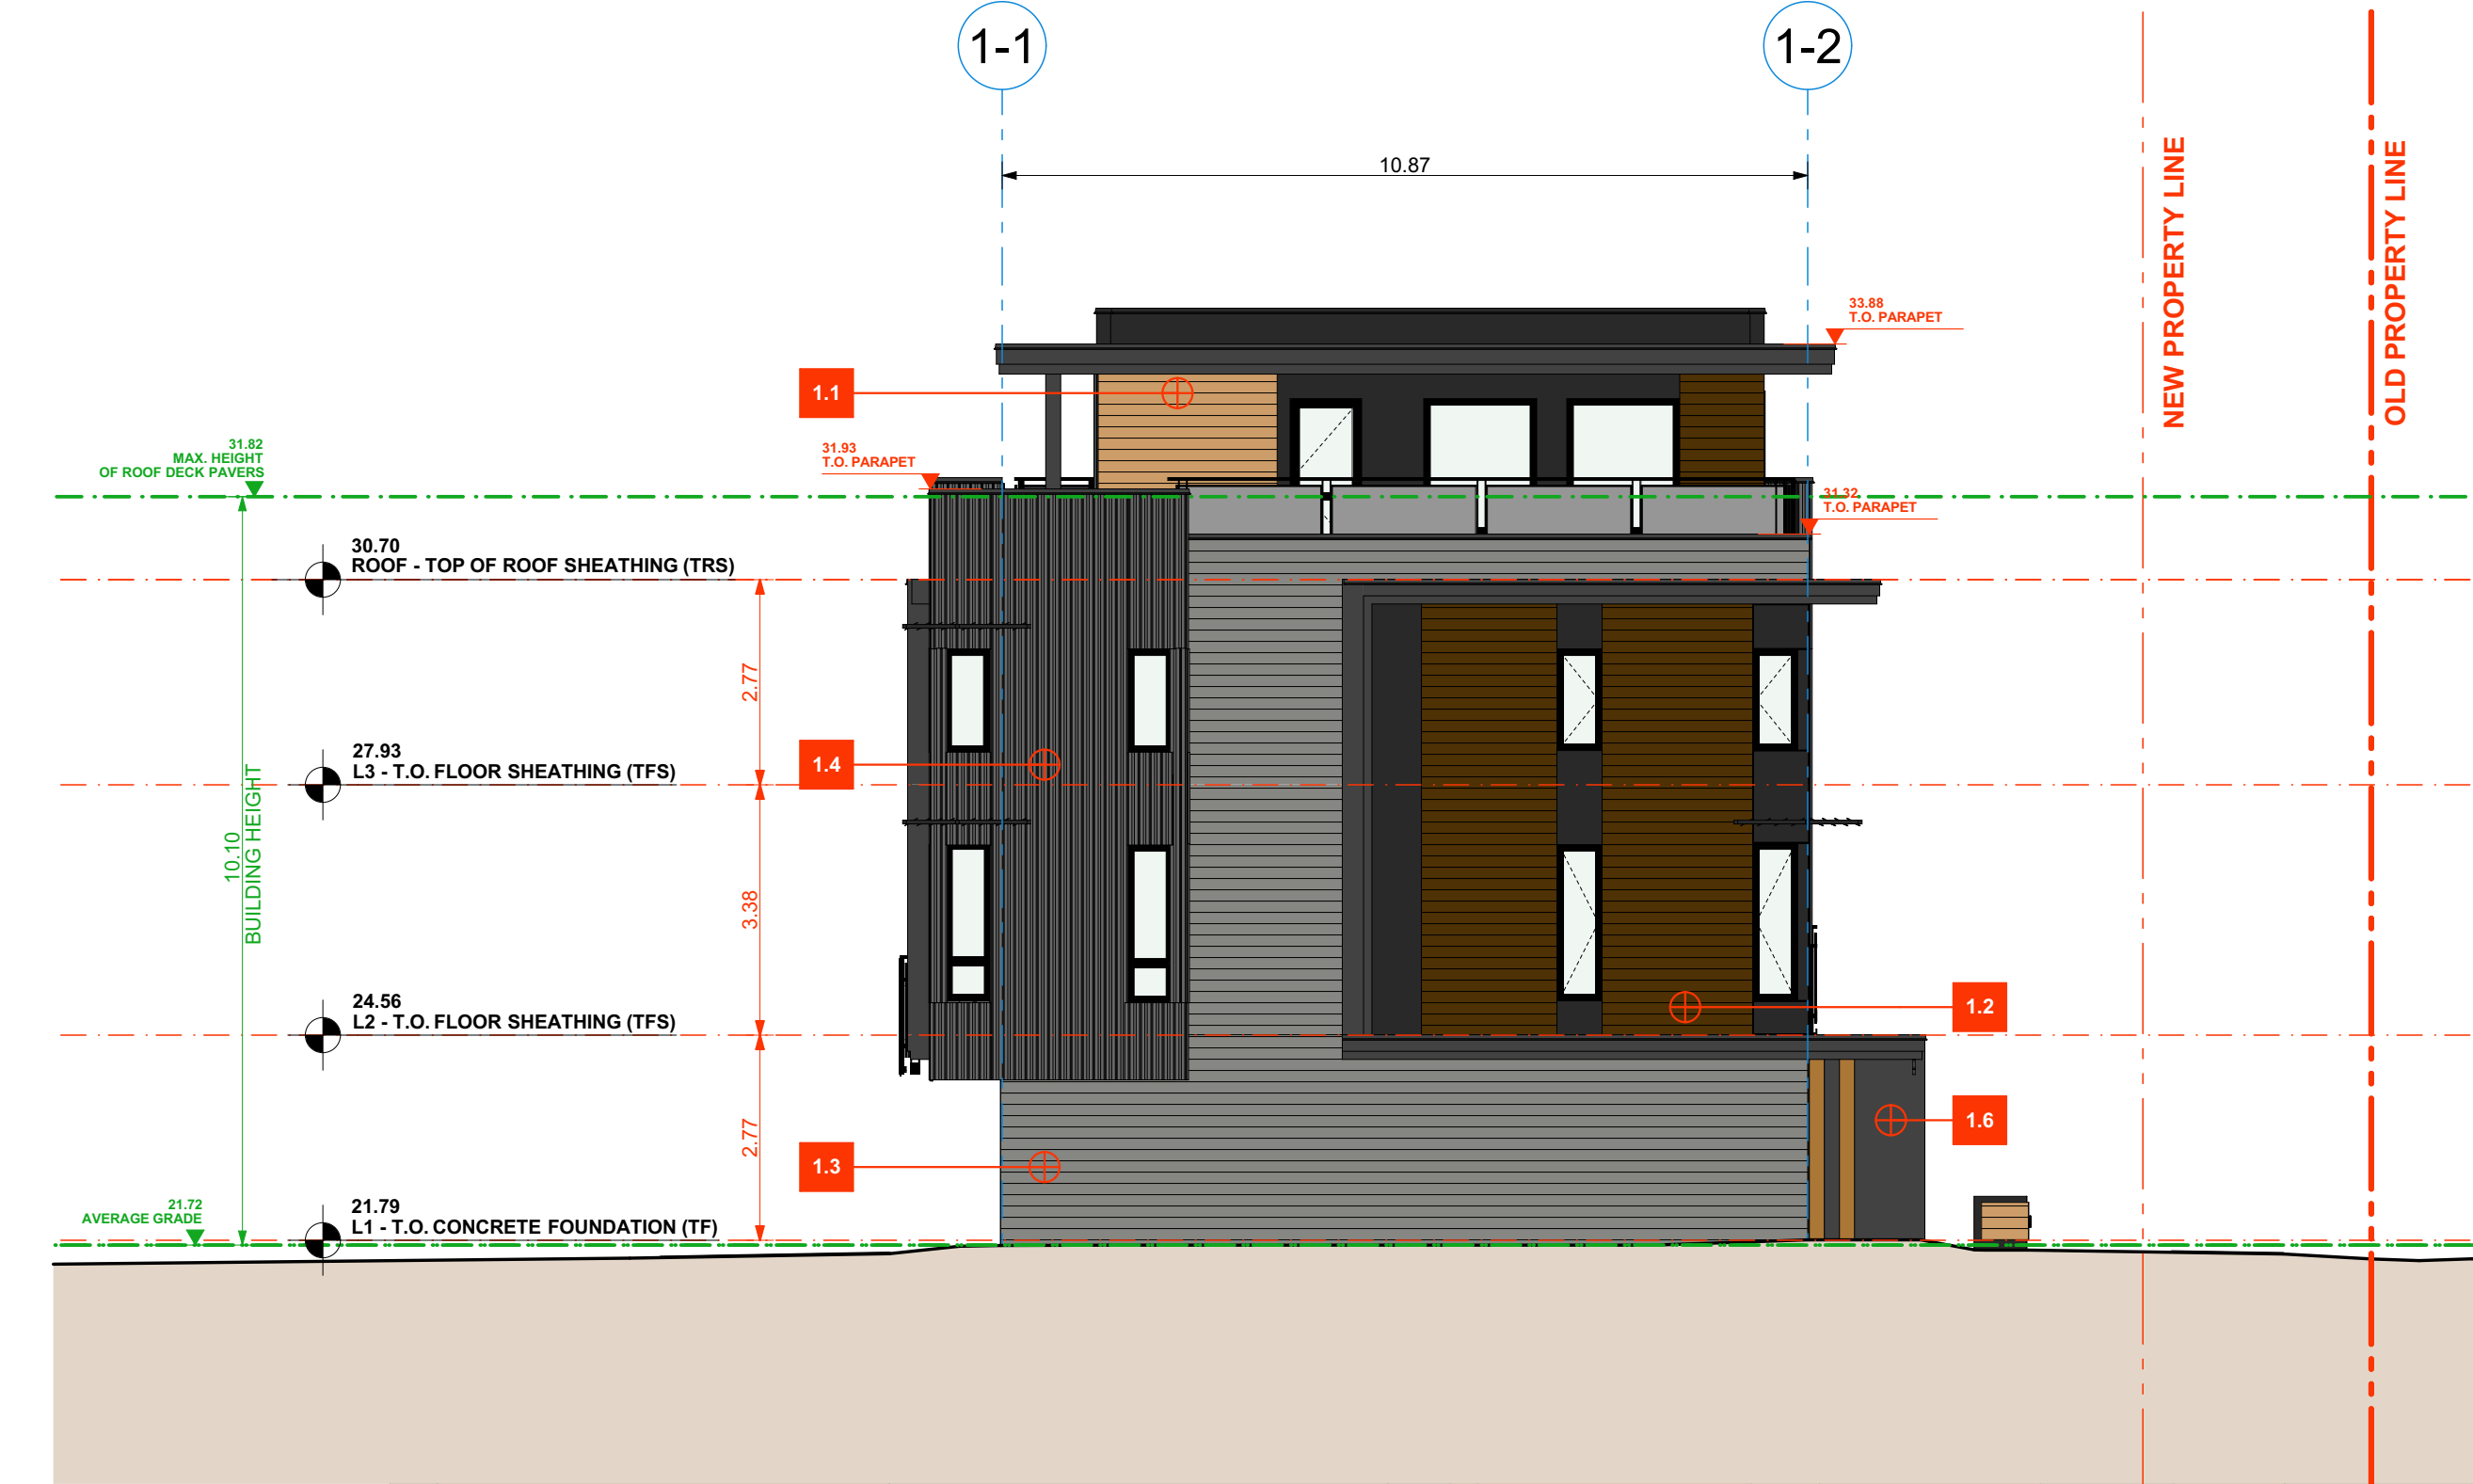 1-1
1-2
10.87
NEW PROPERTY LINE
OLD PROPERTY LINE
33.88
T.O. PARAPET
1.1
31.82
MAX. HEIGHT
OF ROOF DECK PAVERS
31.93
T.O. PARAPET
31.32
T.O. PARAPET
30.70
ROOF - TOP OF ROOF SHEATHING (TRS)
2.77
27.93
L3 - T.O. FLOOR SHEATHING (TFS)
1.4
10.10
BUILDING HEIGHT
3.38
24.56
L2 - T.O. FLOOR SHEATHING (TFS)
1.2
2.77
1.6
1.3
21.72
AVERAGE GRADE
21.79
L1 - T.O. CONCRETE FOUNDATION (TF)